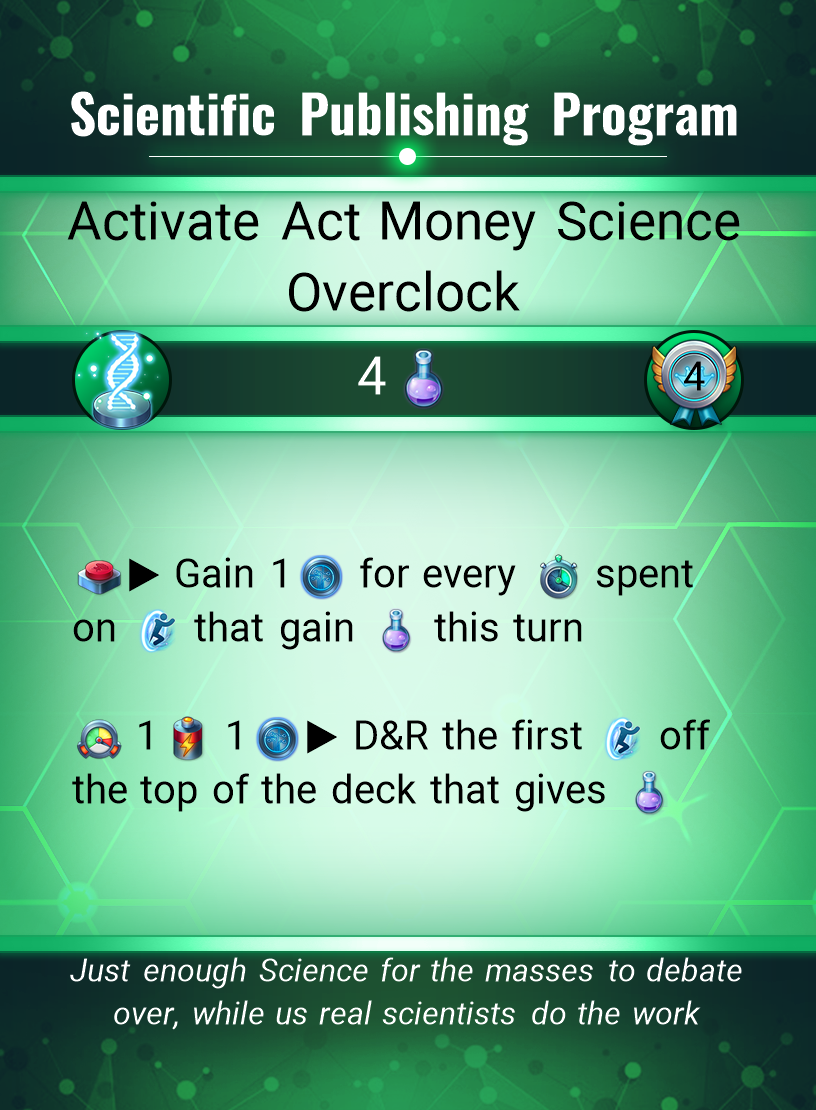 Scientific Publishing Program
Activate Act Money Science
Overclock
4
4
Gain 1 for every spent
on that gain this turn
1 1 D&R the first off
the top of the deck that gives
Just enough Science for the masses to debate
over, while us real scientists do the work